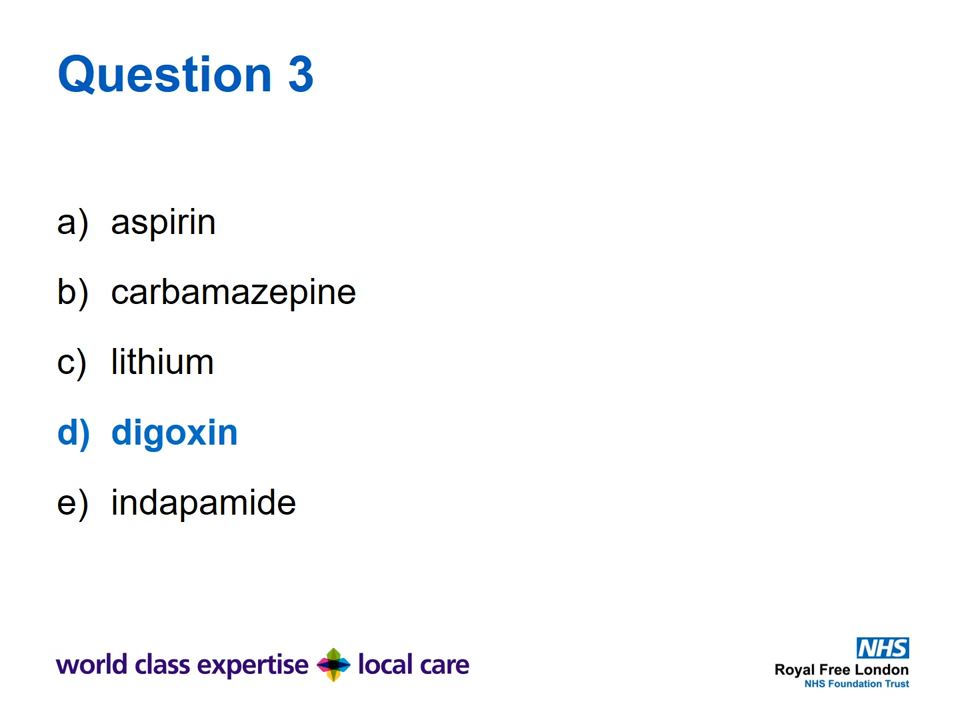 Question 3
a) aspirin
b) carbamazepine
c) lithium
d) digoxin
e) indapamide
world class expertise local care
NHS
Royal Free London
NHS Foundation Trust